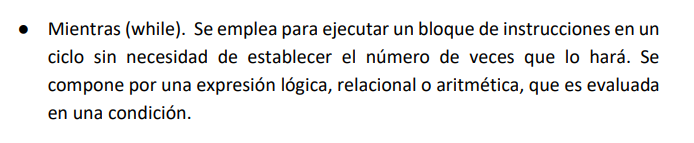 ● Mientras (while). Se emplea para ejecutar un bloque de instrucciones en un
ciclo sin necesidad de establecer el número de veces que lo hará. Se
compone por una expresión lógica, relacional o aritmética, que es evaluada
en una condición.